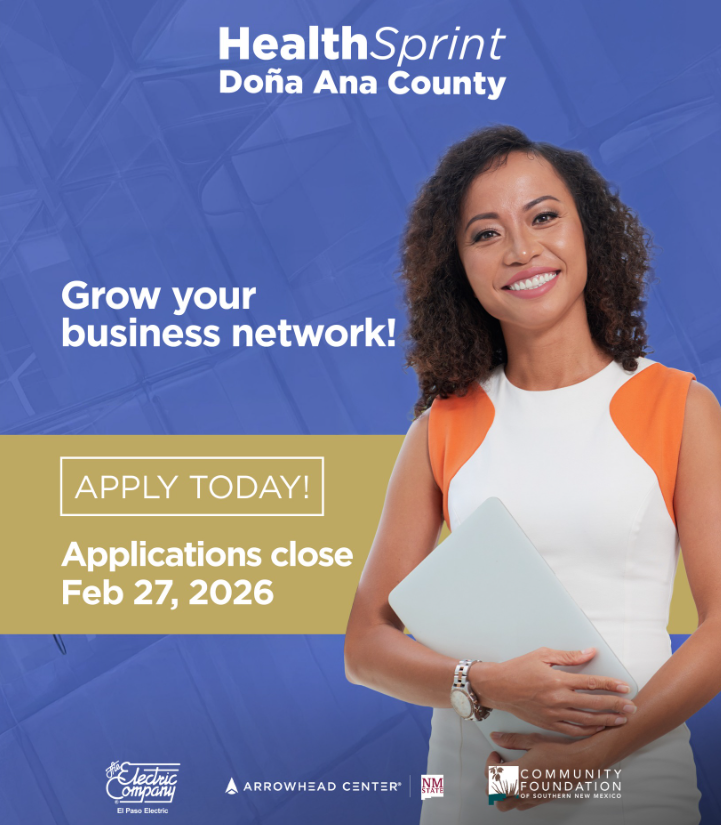 HealthSprint
Doña Ana County
Grow your
business network!
APPLY TODAY!
Applications close
Feb 27, 2026
The
Electric
Company
®
El Paso Electric
ARROWHEAD CENTER®
NM
STATE
COMMUNITY
FOUNDATION
OF SOUTHERN NEW MEXICO